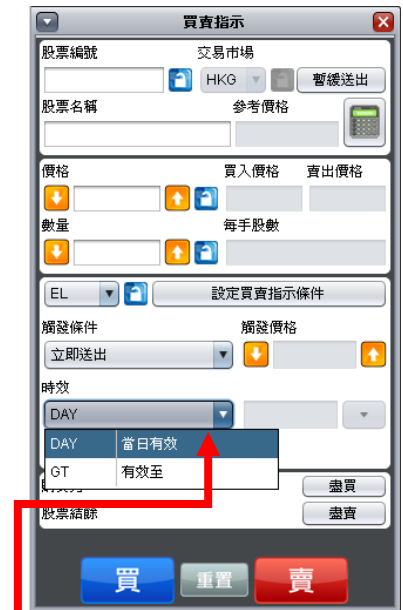 買賣指示
股票編號 交易市場
HKG 暫緩送出
股票名稱 參考價格
價格 買入價格 賣出價格
數量 每手股數
EL 設定買賣指示條件
觸發條件 觸發價格
立即送出
時效
DAY
DAY 當日有效
GT 有效至
盡買
股票結餘 盡賣
買 重置 賣